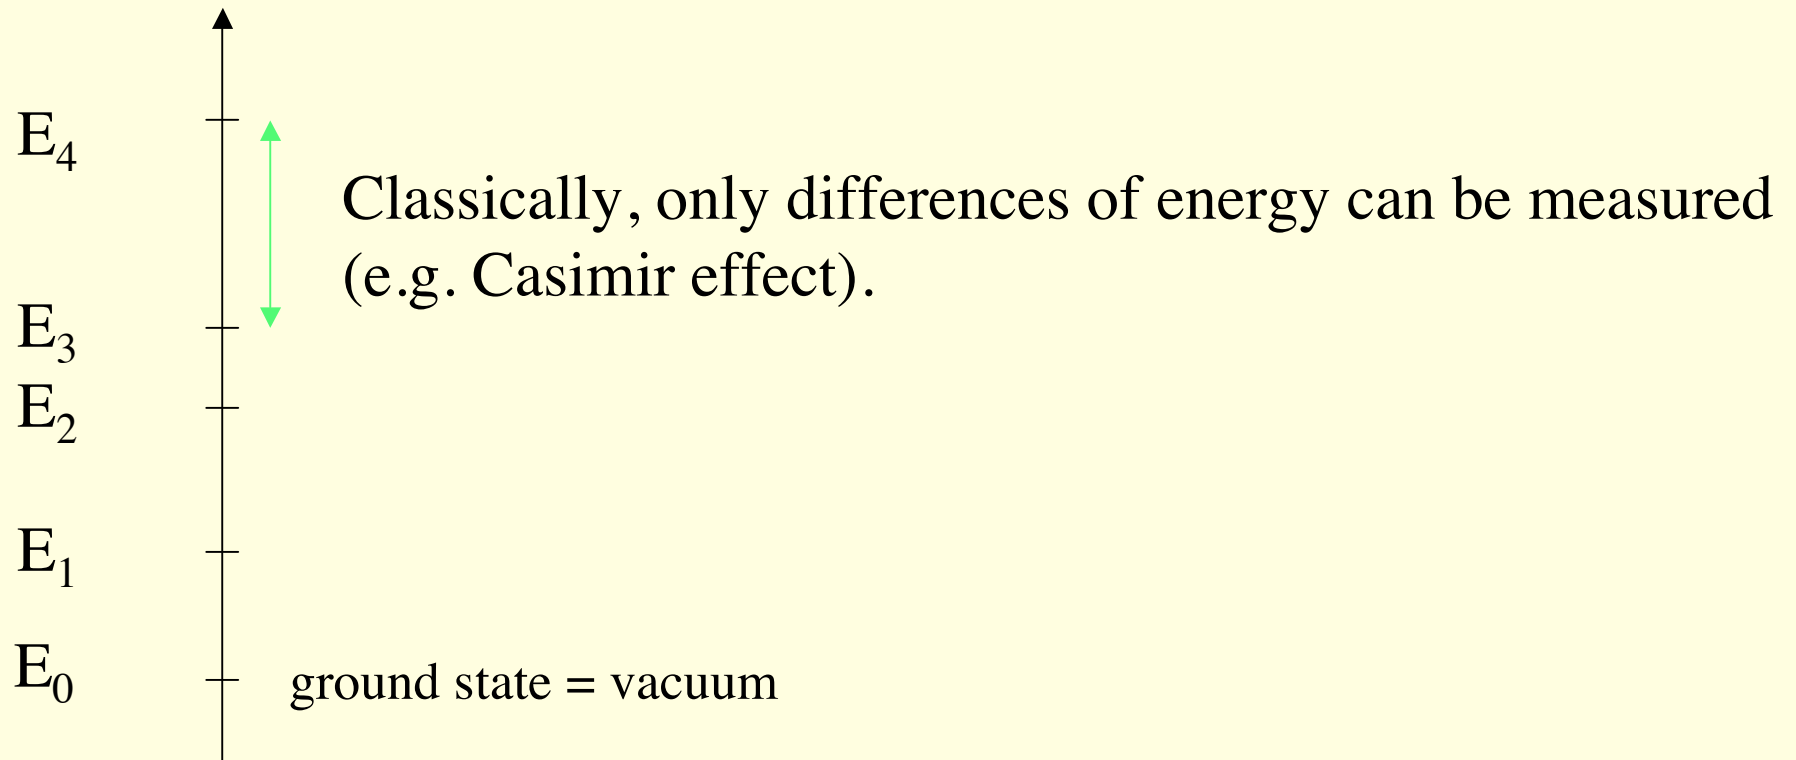 E₄
Classically, only differences of energy can be measured
(e.g. Casimir effect).
E₃
E₂
E₁
E₀ ground state = vacuum